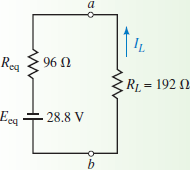 a
I_L
R_eq 96 Ω
R_L = 192 Ω
E_eq 28.8 V
b